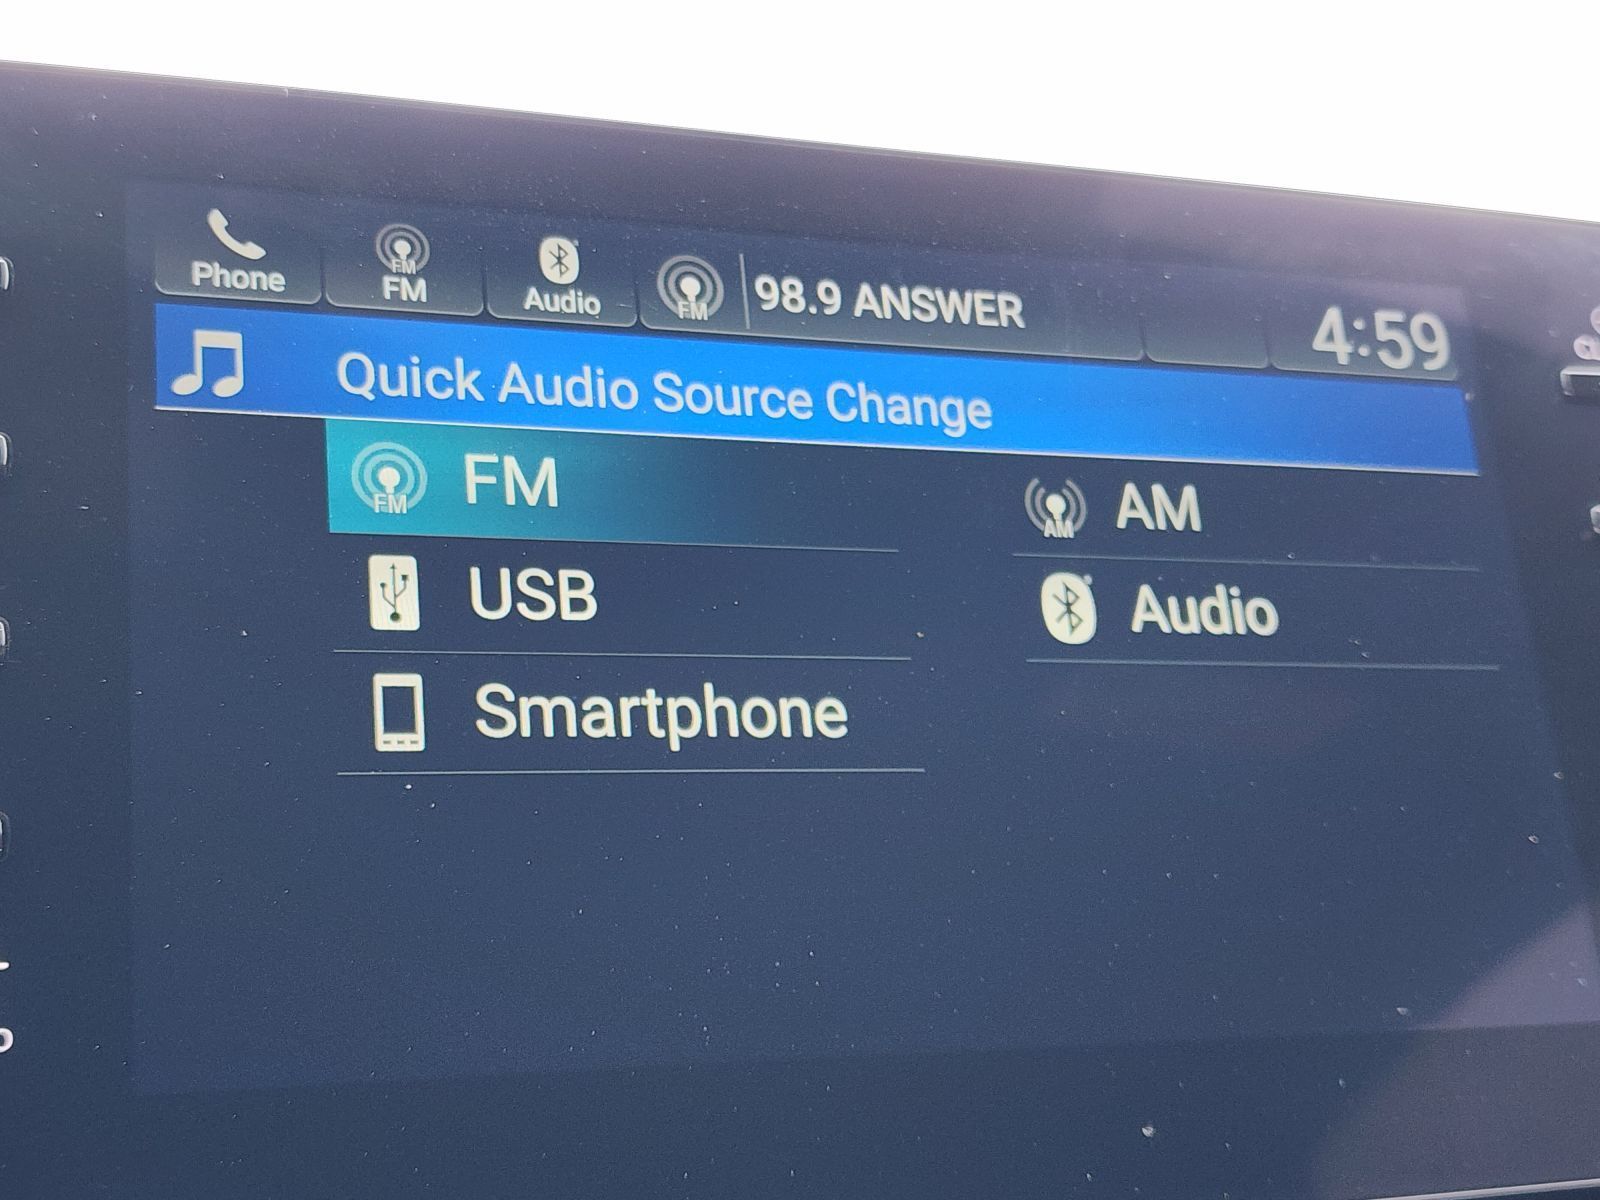 Phone
FM
FM
Audio
FM
98.9 ANSWER
4:59
Quick Audio Source Change
FM
FM
AM
AM
USB
Audio
Smartphone